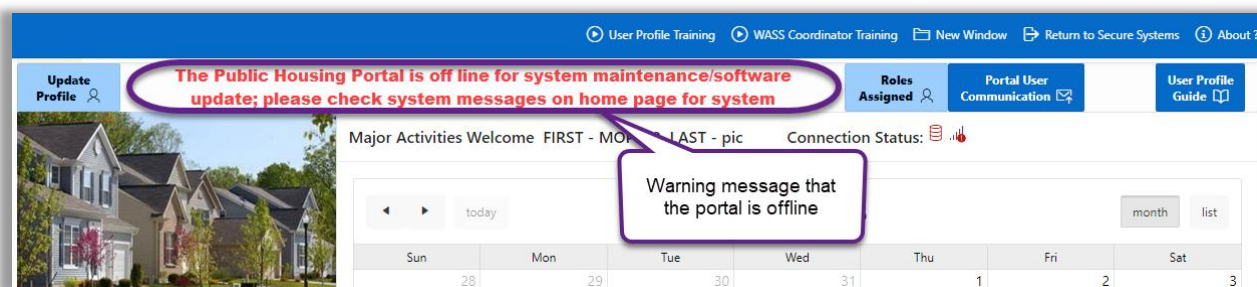 User Profile Training WASS Coordinator Training New Window Return to Secure Systems About ?
Update
Profile
The Public Housing Portal is off line for system maintenance/software
update; please check system messages on home page for system
Roles
Assigned
Portal User
Communication
User Profile
Guide
Major Activities Welcome FIRST - LAST - pic Connection Status:
Warning message that
the portal is offline
today
month list
Sun Mon Tue Wed Thu Fri Sat
28 29 30 31 1 2 3